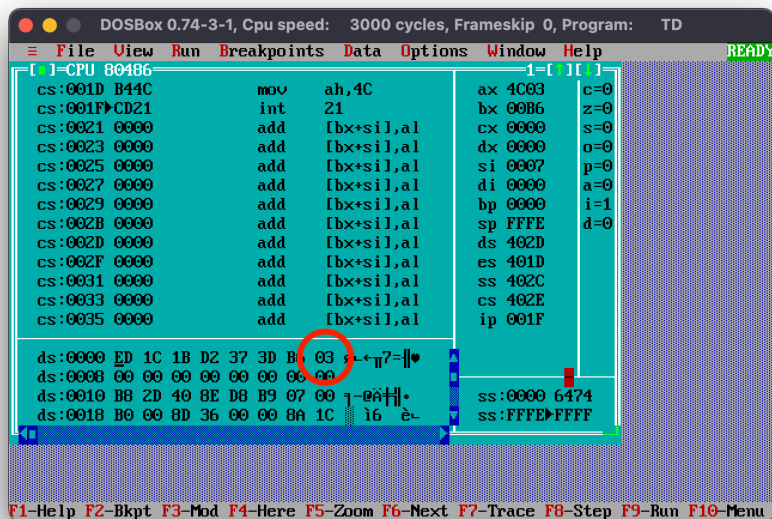 DOSBox 0.74-3-1, Cpu speed: 3000 cycles, Frameskip 0, Program: TD
≡ File View Run Breakpoints Data Options Window Help READY
[■]=CPU 80486 1=[↑][↓]
cs:001D B44C mov ah,4C ax 4C03 c=0
cs:001F►CD21 int 21 bx 00B6 z=0
cs:0021 0000 add [bx+si],al cx 0000 s=0
cs:0023 0000 add [bx+si],al dx 0000 o=0
cs:0025 0000 add [bx+si],al si 0007 p=0
cs:0027 0000 add [bx+si],al di 0000 a=0
cs:0029 0000 add [bx+si],al bp 0000 i=1
cs:002B 0000 add [bx+si],al sp FFFE d=0
cs:002D 0000 add [bx+si],al ds 402D
cs:002F 0000 add [bx+si],al es 401D
cs:0031 0000 add [bx+si],al ss 402C
cs:0033 0000 add [bx+si],al cs 402E
cs:0035 0000 add [bx+si],al ip 001F
ds:0000 ED 1C 1B D2 37 3D B6 03 ø∟←╥7=╢♥
ds:0008 00 00 00 00 00 00 00 00
ds:0010 B8 2D 40 8E D8 B9 07 00 ╕-@Ä╪╣•
ds:0018 B0 00 8D 36 00 00 8A 1C ░ ì6 è∟
ss:0000 6474
ss:FFFE►FFFF
F1-Help F2-Bkpt F3-Mod F4-Here F5-Zoom F6-Next F7-Trace F8-Step F9-Run F10-Menu